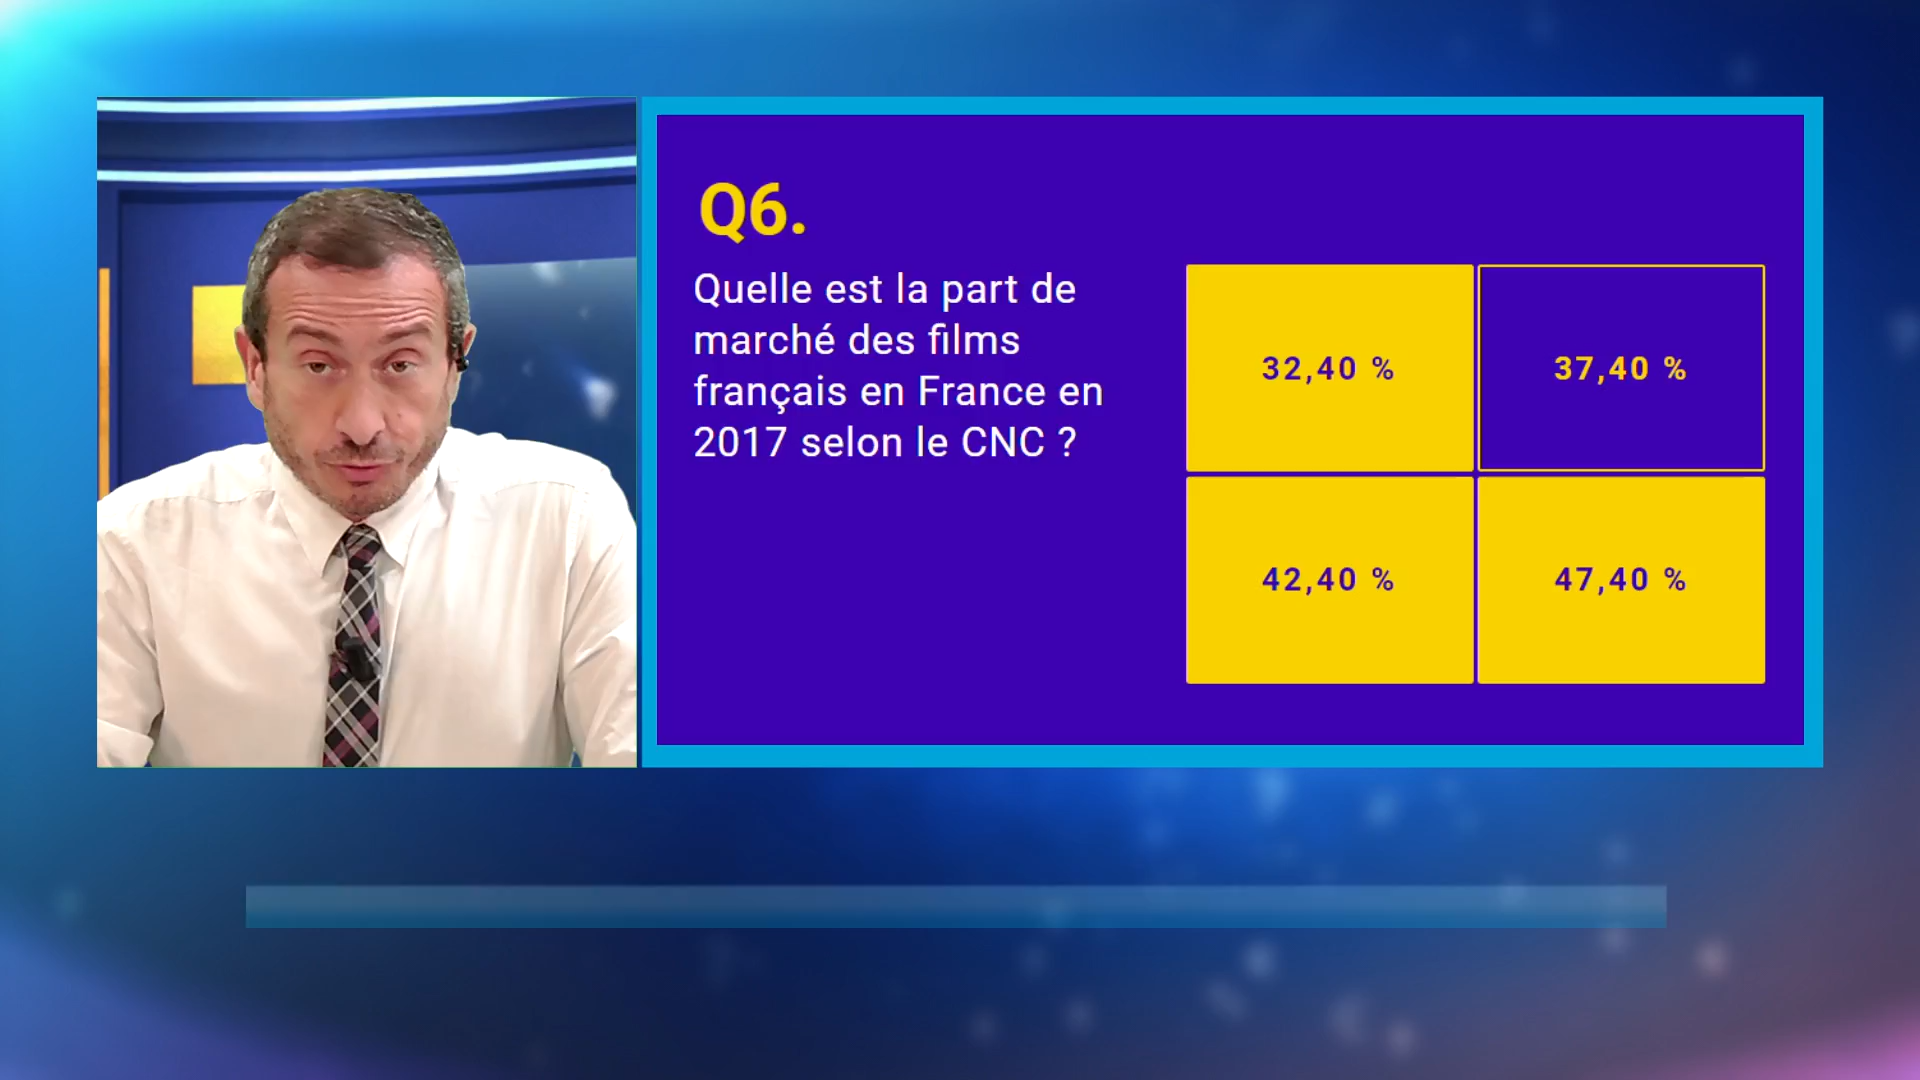 Q6.
Quelle est la part de
marché des films
français en France en
2017 selon le CNC ?
32,40 %
37,40 %
42,40 %
47,40 %